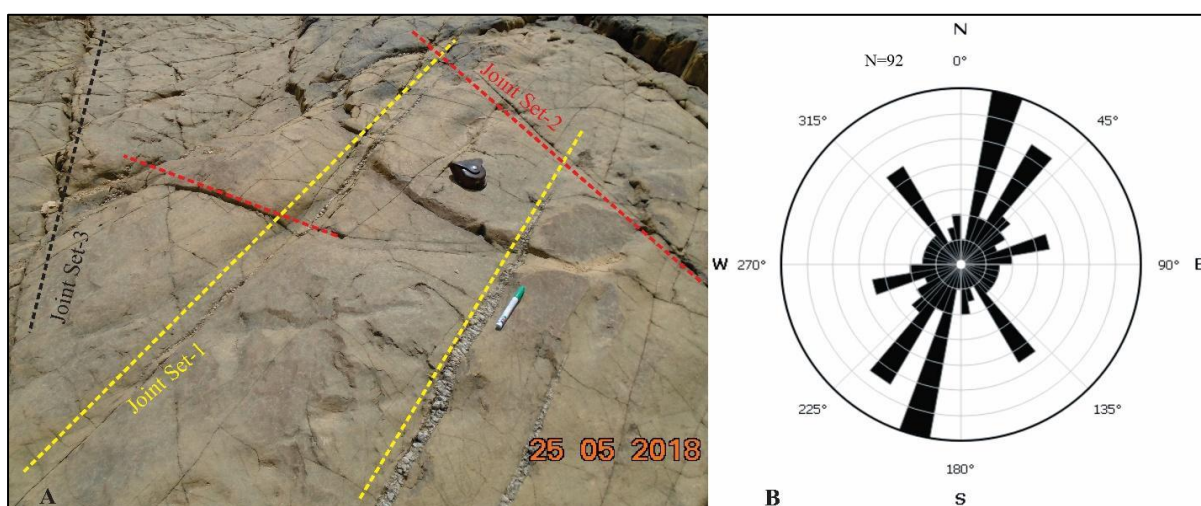 Joint Set-2
Joint Set-3
Joint Set-1
25 05 2018
A
N
N=92
0°
315°
45°
W
270°
90°
E
225°
135°
180°
S
B